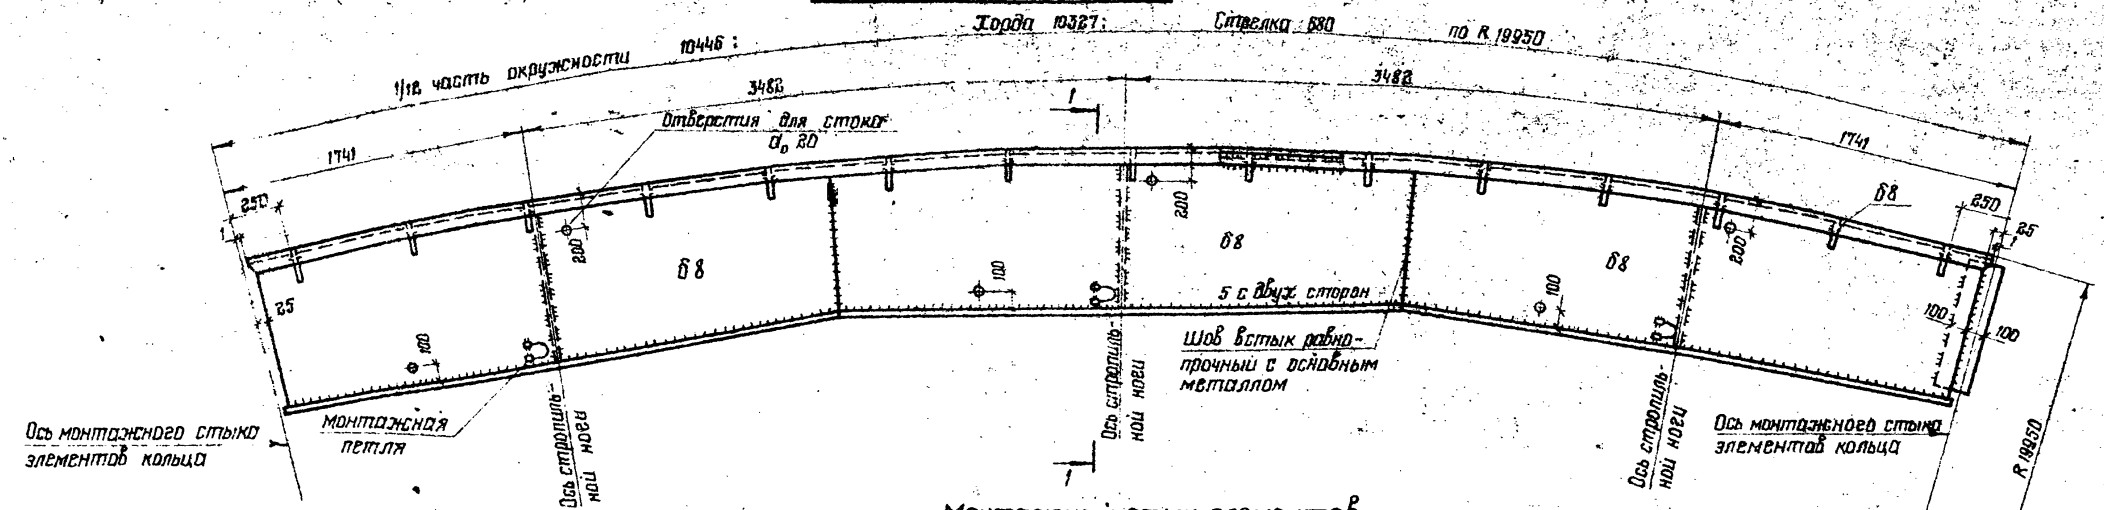 Хорда 10327;
Стрелка 680
по R 19950
1/12 часть окружности
10446 :
3482
3482
1741
1741
1
Отверстия для стока
d₀ 20
250
1
200
200
200
250
25
1
δ8
δ8
δ8
δ8
25
100
100
100
100
100
5 с двух сторон
Шов встык равно-
прочный с основным
металлом
Монтажная
петля
Ось монтажного стыка
элементов кольца
Ось стропиль-
ной ноги
Ось стропиль-
ной ноги
Ось стропиль-
ной ноги
Ось монтажного стыка
элементов кольца
R 19950
1